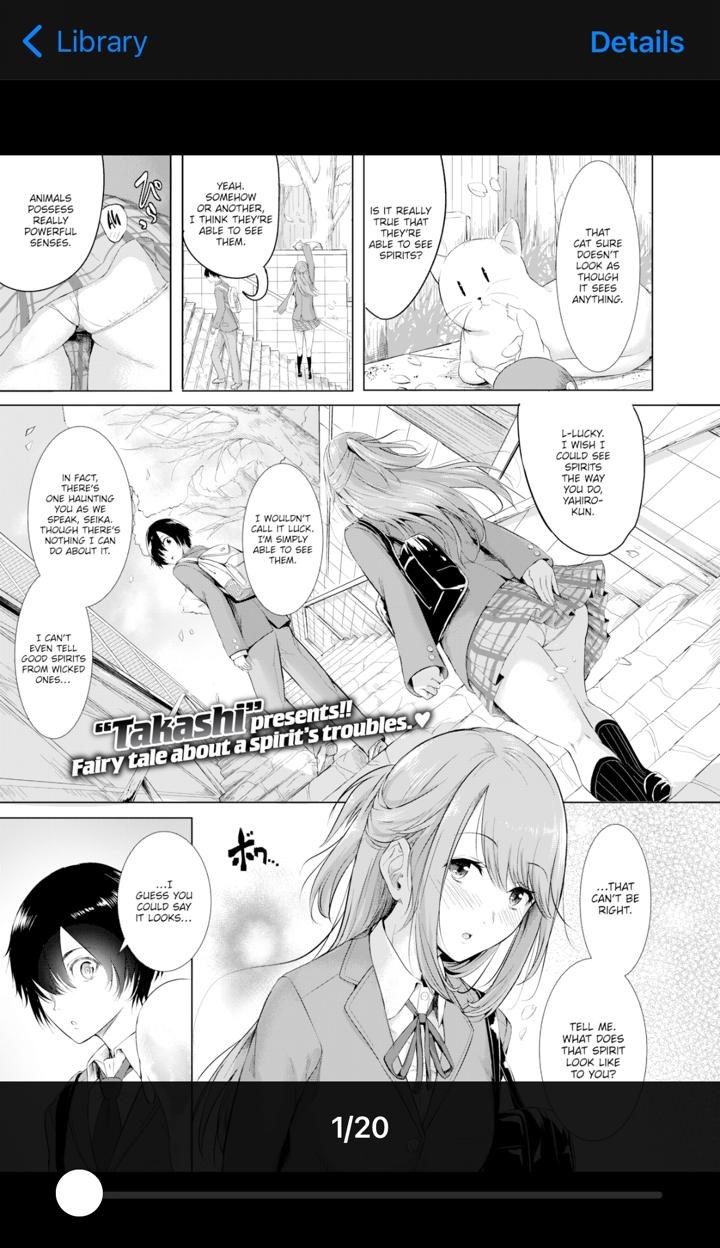 Library
Details
THAT
CAT SURE
DOESN'T
LOOK AS
THOUGH
IT SEES
ANYTHING.
IS IT REALLY
TRUE THAT
THEY'RE
ABLE TO SEE
SPIRITS?
YEAH.
SOMEHOW
OR ANOTHER,
I THINK THEY'RE
ABLE TO SEE
THEM.
ANIMALS
POSSESS
REALLY
POWERFUL
SENSES.
L-LUCKY.
I WISH I
COULD SEE
SPIRITS
THE WAY
YOU DO,
YAHIRO-
KUN.
I WOULDN'T
CALL IT LUCK.
I'M SIMPLY
ABLE TO SEE
THEM.
IN FACT,
THERE'S
ONE HAUNTING
YOU AS WE
SPEAK, SEIKA.
THOUGH THERE'S
NOTHING I CAN
DO ABOUT IT.
I CAN'T
EVEN TELL
GOOD SPIRITS
FROM WICKED
ONES...
"Takashi" presents!!
Fairy tale about a spirit's troubles.♥
...THAT
CAN'T BE
RIGHT.
TELL ME.
WHAT DOES
THAT SPIRIT
LOOK LIKE
TO YOU?
...I
GUESS YOU
COULD SAY
IT LOOKS...
1/20